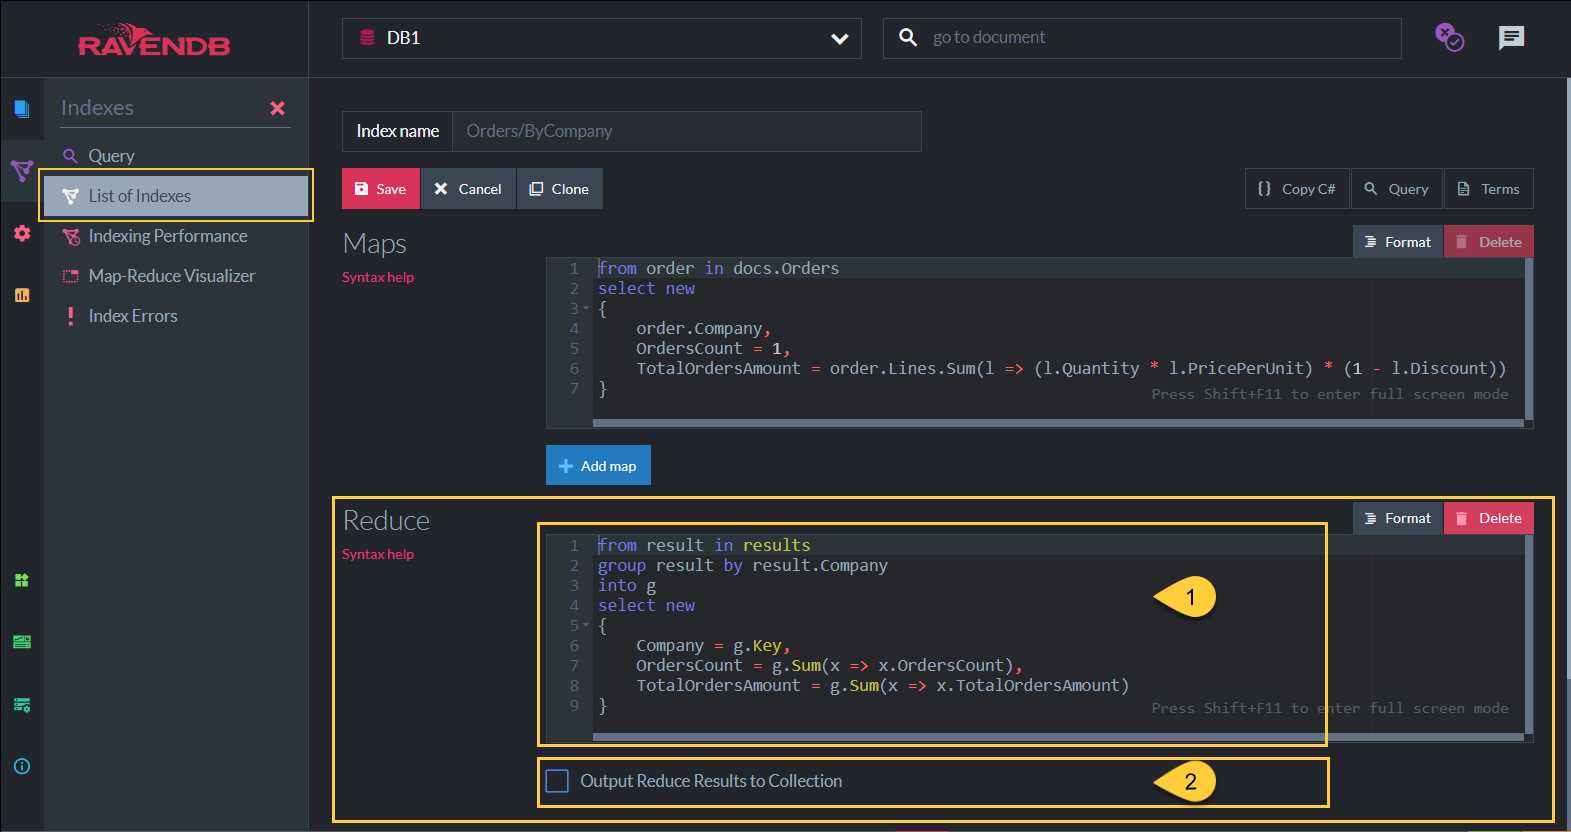 RAVENDB
DB1
go to document
Indexes
Query
List of Indexes
Indexing Performance
Map-Reduce Visualizer
Index Errors
Index name
Orders/ByCompany
Save
Cancel
Clone
Copy C#
Query
Terms
Maps
Syntax help
Format
Delete
1 from order in docs.Orders
2 select new
3 {
4     order.Company,
5     OrdersCount = 1,
6     TotalOrdersAmount = order.Lines.Sum(l => (l.Quantity * l.PricePerUnit) * (1 - l.Discount))
7 }
Press Shift+F11 to enter full screen mode
Add map
Reduce
Syntax help
Format
Delete
1 from result in results
2 group result by result.Company
3 into g
4 select new
5 {
6     Company = g.Key,
7     OrdersCount = g.Sum(x => x.OrdersCount),
8     TotalOrdersAmount = g.Sum(x => x.TotalOrdersAmount)
9 }
1
Press Shift+F11 to enter full screen mode
Output Reduce Results to Collection
2